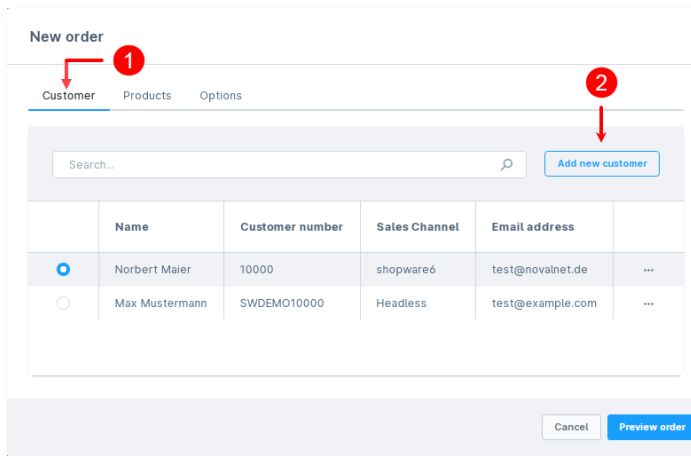 New order
1
2
Customer Products Options
Search... Add new customer
Name Customer number Sales Channel Email address
Norbert Maier 10000 shopware6 test@novalnet.de ···
Max Mustermann SWDEMO10000 Headless test@example.com ···
Cancel Preview order